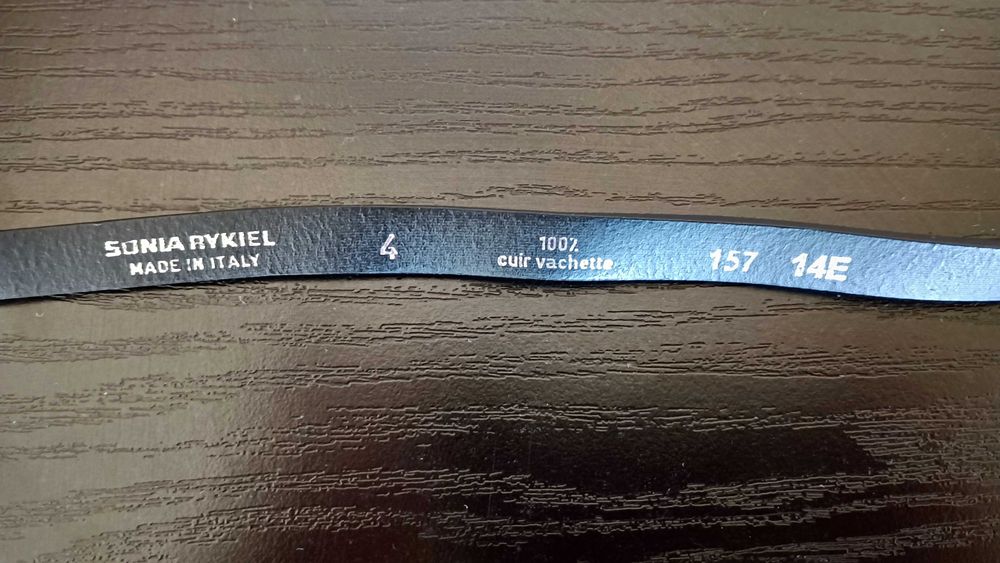 SONIA RYKIEL
MADE IN ITALY
4
100%
cuir vachette
157 14E